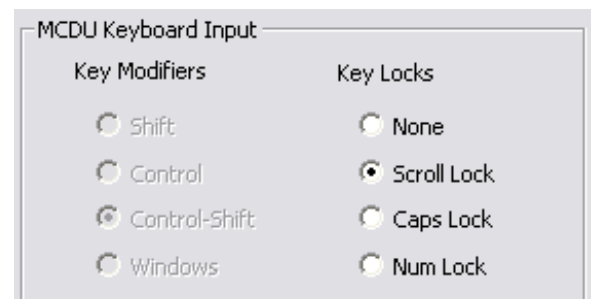 MCDU Keyboard Input
Key Modifiers
Key Locks
Shift
None
Control
Scroll Lock
Control-Shift
Caps Lock
Windows
Num Lock